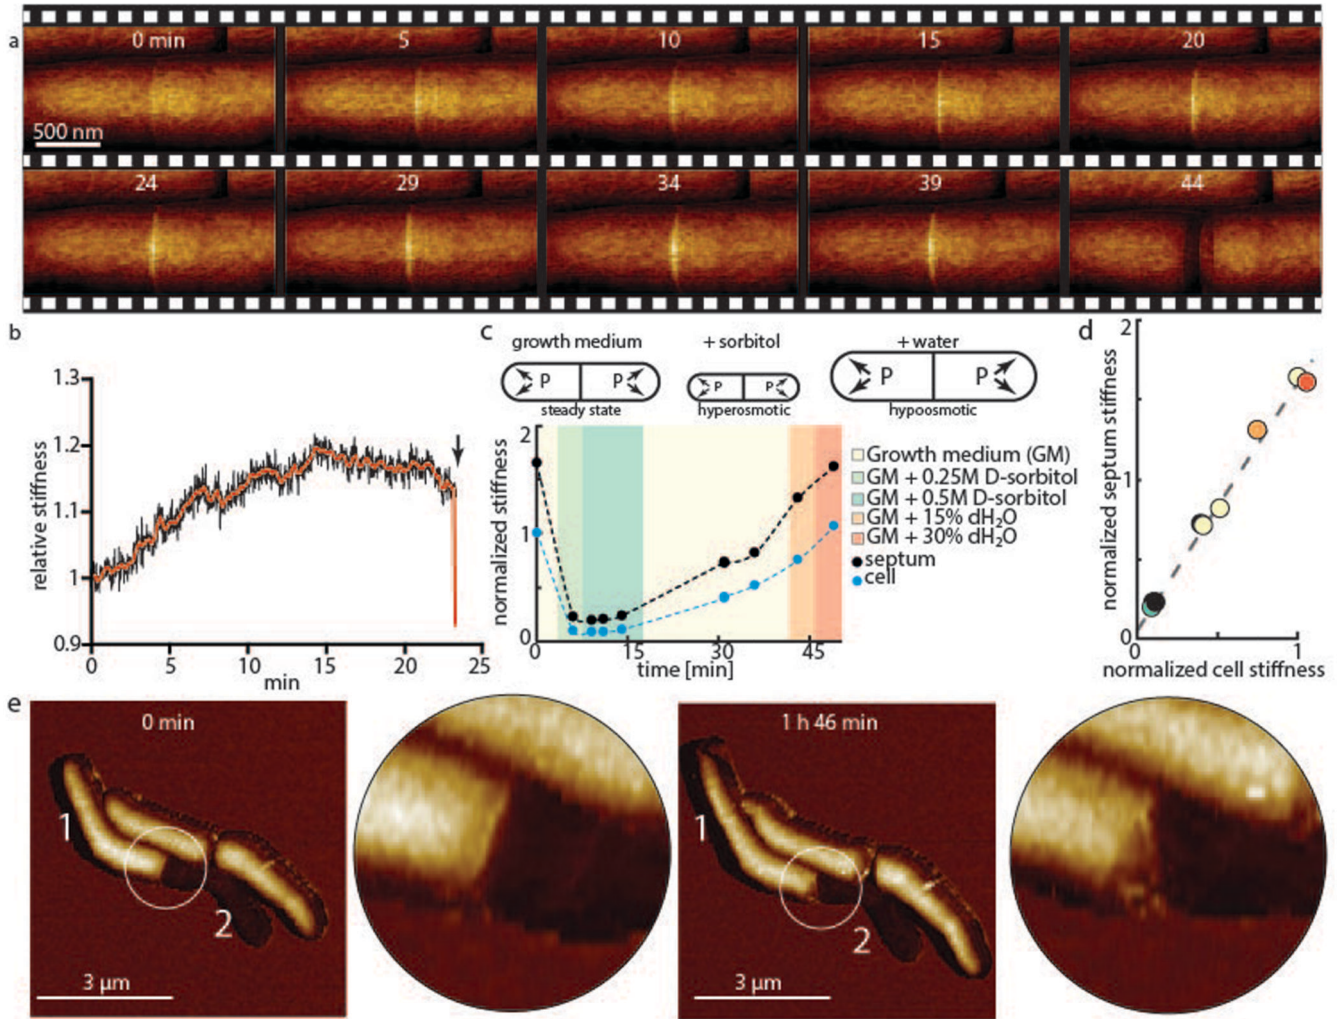 a
0 min
5
10
15
20
500 nm
24
29
34
39
44
b
1.3
1.2
1.1
1
0.9
relative stiffness
0
5
10
15
20
25
min
c
growth medium
+ sorbitol
+ water
P
P
P
P
P
P
steady state
hyperosmotic
hypoosmotic
2
1
0
normalized stiffness
0
15
30
45
time [min]
Growth medium (GM)
GM + 0.25M D-sorbitol
GM + 0.5M D-sorbitol
GM + 15% dH₂O
GM + 30% dH₂O
septum
cell
d
2
1
0
normalized septum stiffness
0
1
normalized cell stiffness
e
0 min
1
2
3 µm
1 h 46 min
1
2
3 µm